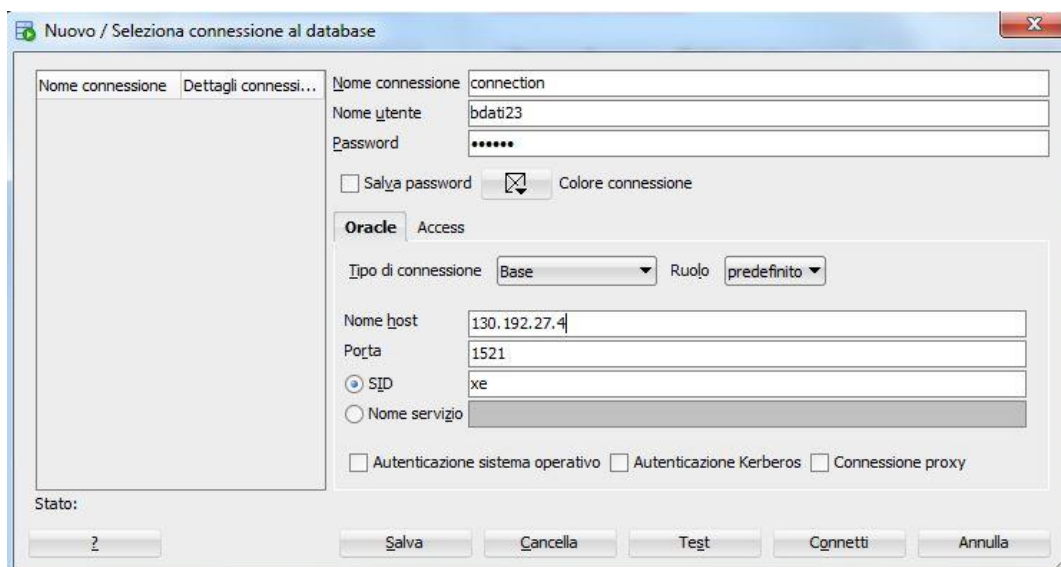 Nuovo / Seleziona connessione al database
Nome connessione Dettagli connessi...
Nome connessione connection
Nome utente bdati23
Password ••••••
Salva password Colore connessione
Oracle Access
Tipo di connessione Base Ruolo predefinito
Nome host 130.192.27.4
Porta 1521
SID xe
Nome servizio
Autenticazione sistema operativo Autenticazione Kerberos Connessione proxy
Stato:
? Salva Cancella Test Connetti Annulla